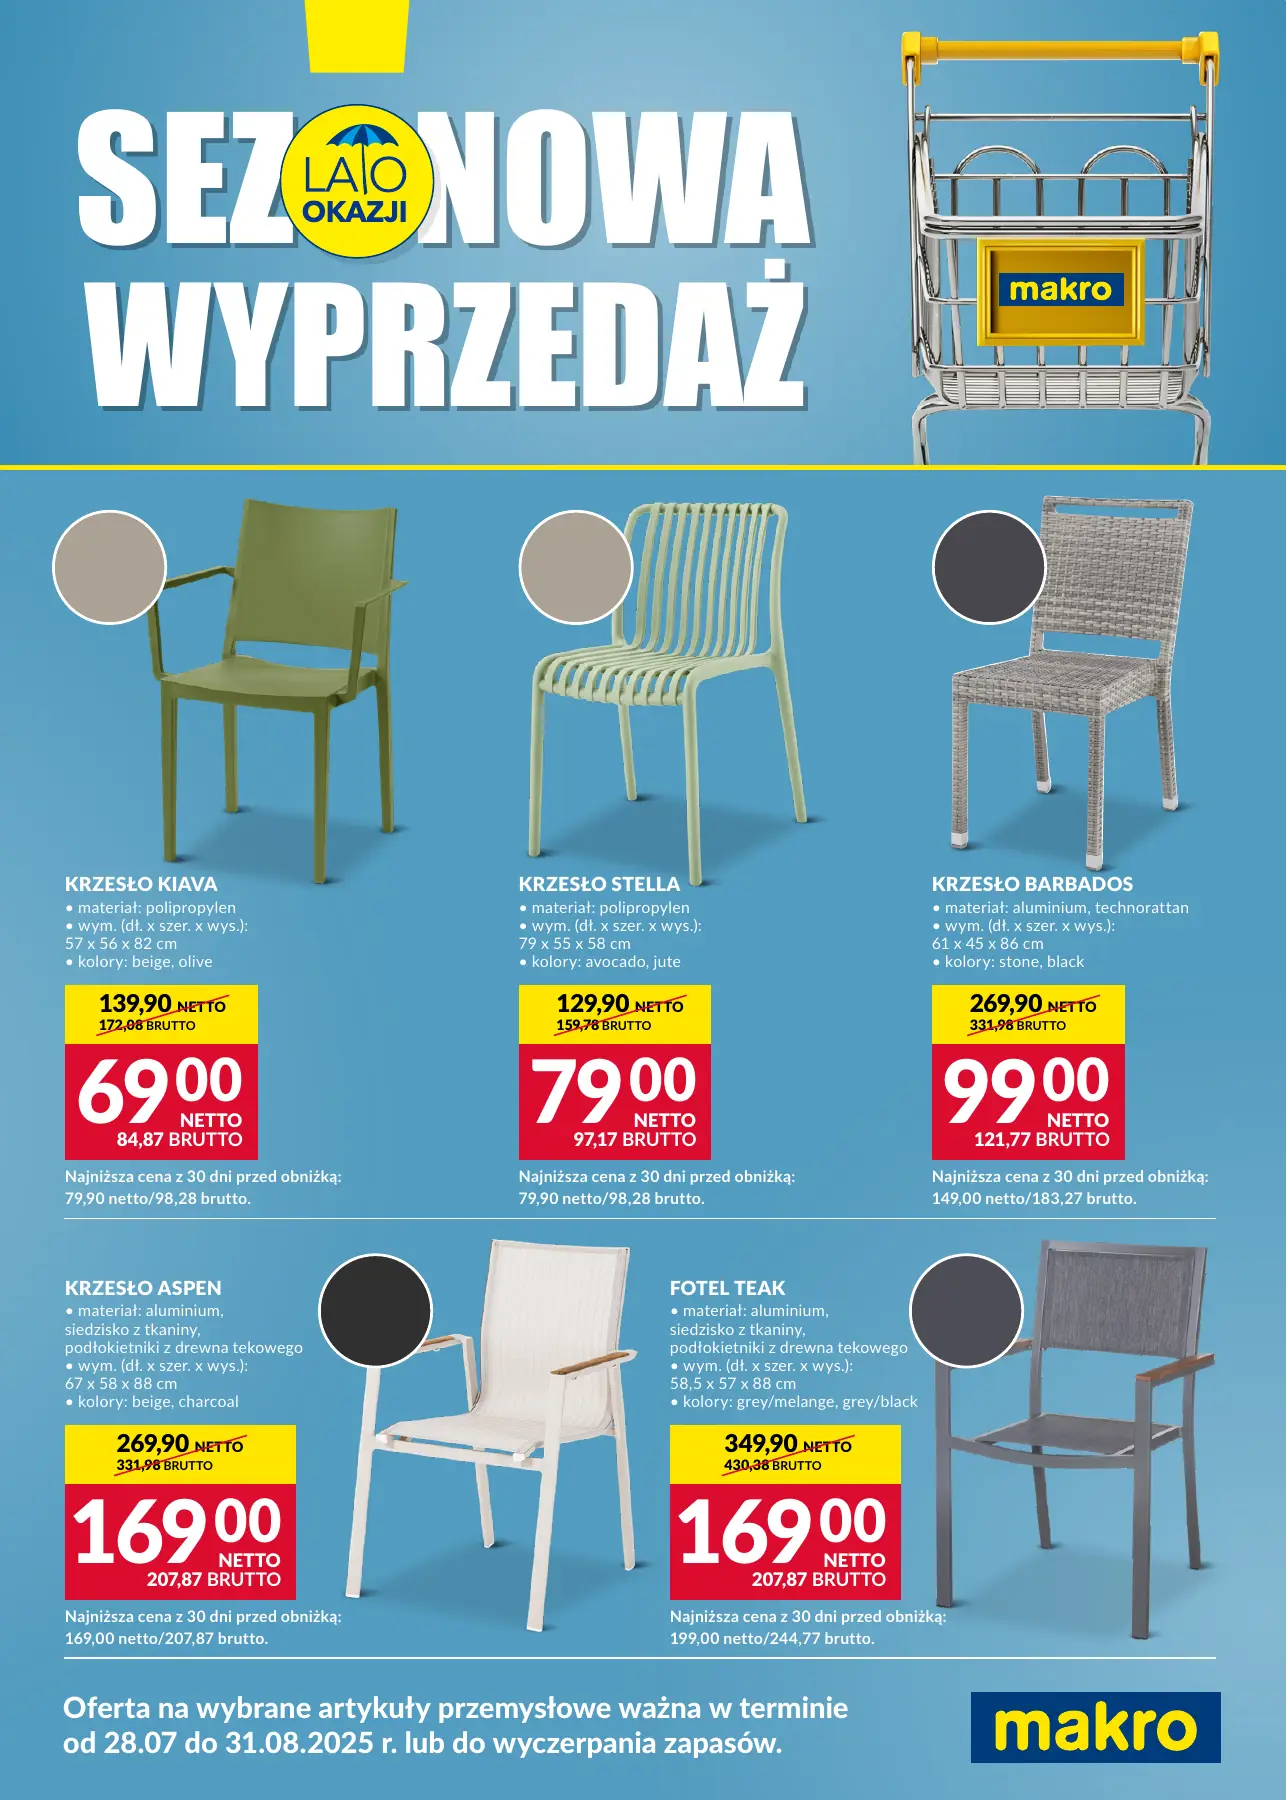 SEZONOWA
LATO
OKAZJI
WYPRZEDAŻ
makro
KRZESŁO KIAVA
• materiał: polipropylen
• wym. (dł. x szer. x wys.):
57 x 56 x 82 cm
• kolory: beige, olive
139,90 NETTO
172,08 BRUTTO
69 00
NETTO
84,87 BRUTTO
Najniższa cena z 30 dni przed obniżką:
79,90 netto/98,28 brutto.
KRZESŁO STELLA
• materiał: polipropylen
• wym. (dł. x szer. x wys.):
79 x 55 x 58 cm
• kolory: avocado, jute
129,90 NETTO
159,78 BRUTTO
79 00
NETTO
97,17 BRUTTO
Najniższa cena z 30 dni przed obniżką:
79,90 netto/98,28 brutto.
KRZESŁO BARBADOS
• materiał: aluminium, technorattan
• wym. (dł. x szer. x wys.):
61 x 45 x 86 cm
• kolory: stone, black
269,90 NETTO
331,98 BRUTTO
99 00
NETTO
121,77 BRUTTO
Najniższa cena z 30 dni przed obniżką:
149,00 netto/183,27 brutto.
KRZESŁO ASPEN
• materiał: aluminium,
siedzisko z tkaniny,
podłokietniki z drewna tekowego
• wym. (dł. x szer. x wys.):
67 x 58 x 88 cm
• kolory: beige, charcoal
269,90 NETTO
331,98 BRUTTO
169 00
NETTO
207,87 BRUTTO
Najniższa cena z 30 dni przed obniżką:
169,00 netto/207,87 brutto.
FOTEL TEAK
• materiał: aluminium,
siedzisko z tkaniny,
podłokietniki z drewna tekowego
• wym. (dł. x szer. x wys.):
58,5 x 57 x 88 cm
• kolory: grey/melange, grey/black
349,90 NETTO
430,38 BRUTTO
169 00
NETTO
207,87 BRUTTO
Najniższa cena z 30 dni przed obniżką:
199,00 netto/244,77 brutto.
Oferta na wybrane artykuły przemysłowe ważna w terminie
od 28.07 do 31.08.2025 r. lub do wyczerpania zapasów.
makro